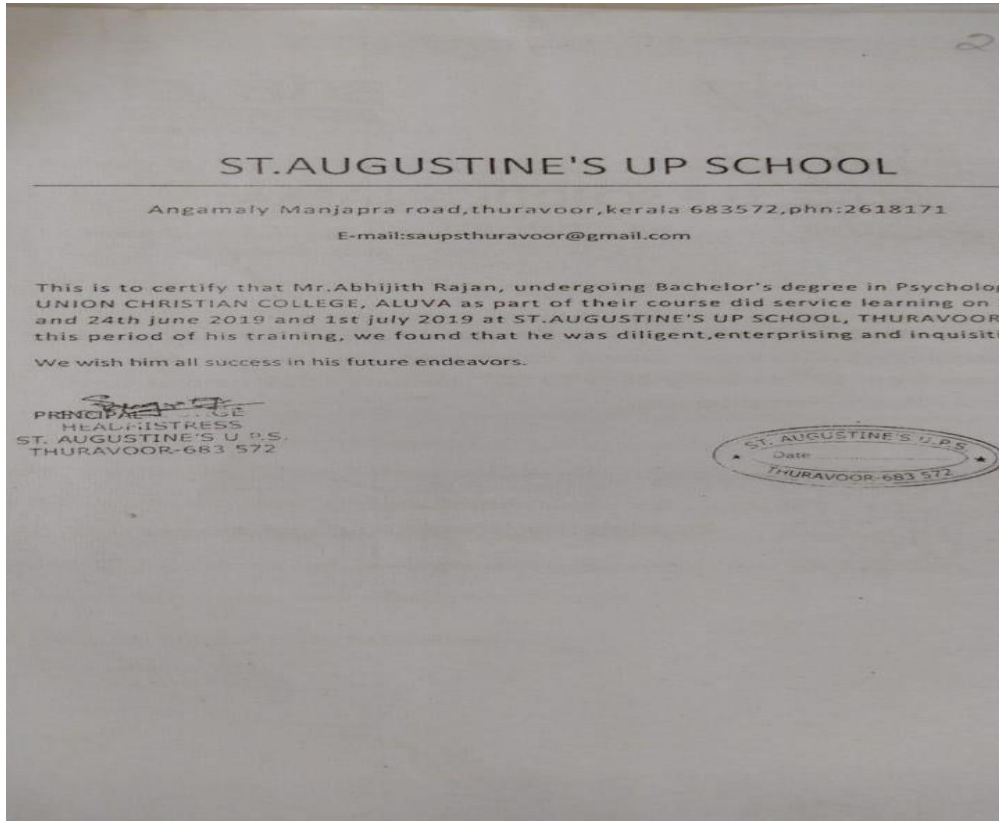 2
ST.AUGUSTINE'S UP SCHOOL
Angamaly Manjapra road,thuravoor,kerala 683572,phn:2618171
E-mail:saupsthuravoor@gmail.com
This is to certify that Mr.Abhijith Rajan, undergoing Bachelor's degree in Psycholo
UNION CHRISTIAN COLLEGE, ALUVA as part of their course did service learning on
and 24th june 2019 and 1st july 2019 at ST.AUGUSTINE'S UP SCHOOL, THURAVOOR
this period of his training, we found that he was diligent,enterprising and inquisiti
We wish him all success in his future endeavors.
PRINCIPAL
HEADMISTRESS
ST. AUGUSTINE'S U.P.S.
THURAVOOR-683 572
ST. AUGUSTINE'S U.P.S.
Date
THURAVOOR-683 572